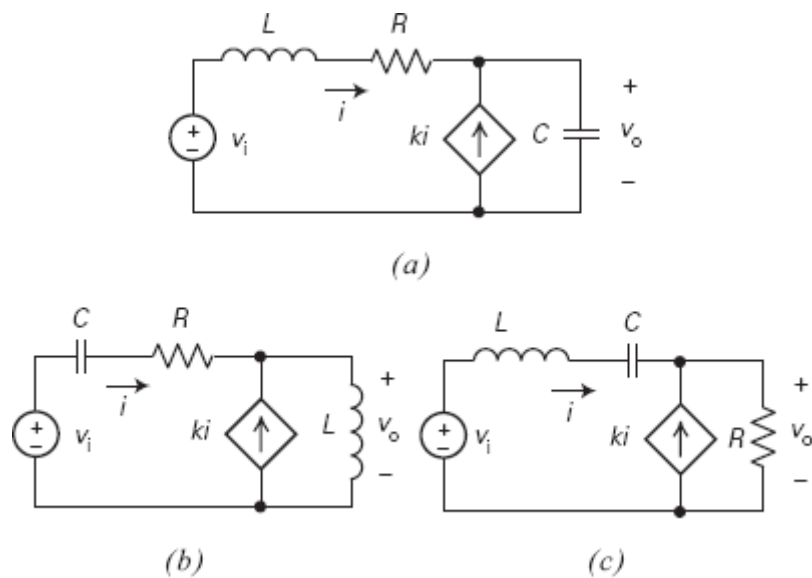 L R
i
+
− v_i
ki
C
+
v_o
−
(a)
C R
i
+
− v_i
ki
L
+
v_o
−
(b)
L C
i
+
− v_i
ki
R
+
v_o
−
(c)